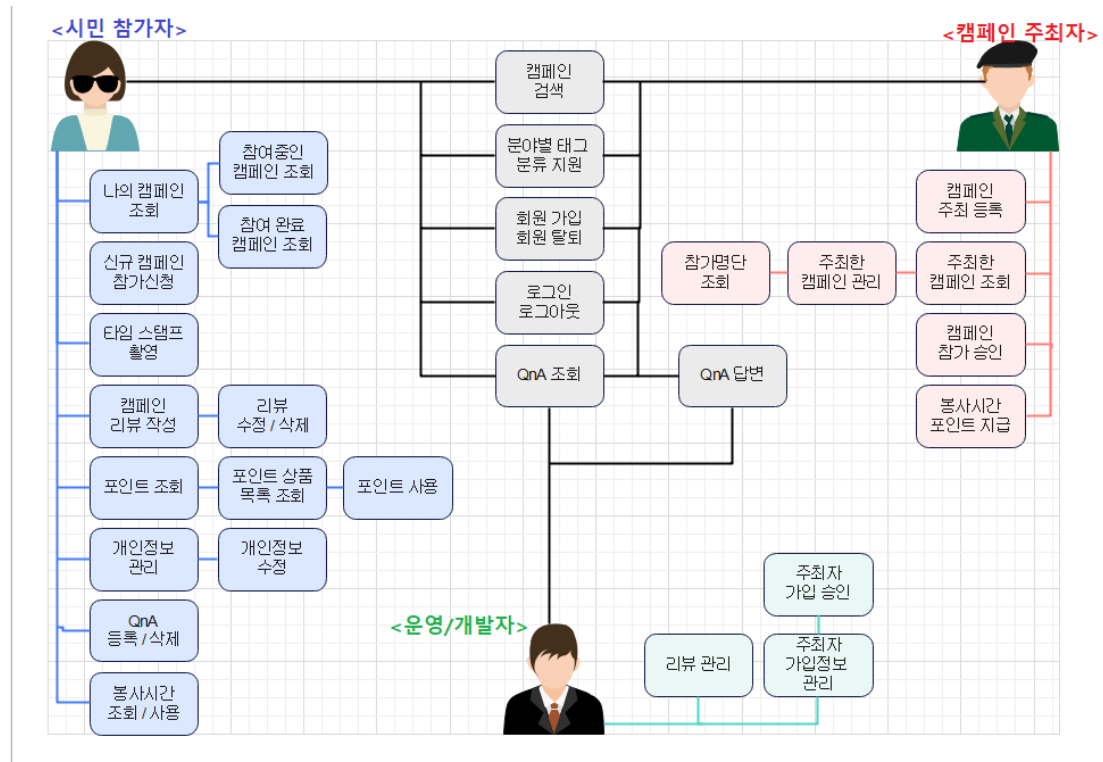 <시민 참가자>
<캠페인 주최자>
캠페인
검색
분야별 태그
분류 지원
회원 가입
회원 탈퇴
로그인
로그아웃
QnA 조회
QnA 답변
나의 캠페인
조회
참여중인
캠페인 조회
참여 완료
캠페인 조회
신규 캠페인
참가신청
타임 스탬프
촬영
캠페인
리뷰 작성
리뷰
수정 / 삭제
포인트 조회
포인트 상품
목록 조회
포인트 사용
개인정보
관리
개인정보
수정
QnA
등록 / 삭제
봉사시간
조회 / 사용
캠페인
주최 등록
참가명단
조회
주최한
캠페인 관리
주최한
캠페인 조회
캠페인
참가 승인
봉사시간
포인트 지급
<운영/개발자>
주최자
가입 승인
리뷰 관리
주최자
가입정보
관리